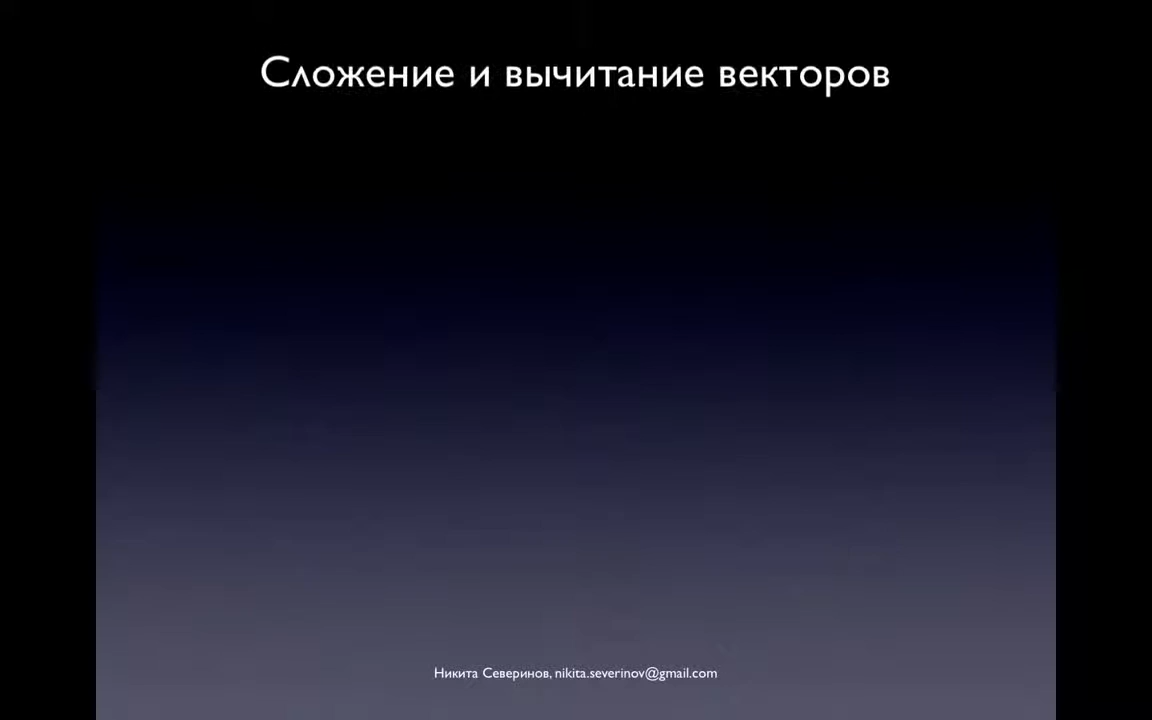 Сложение и вычитание векторов
Никита Северинов, nikita.severinov@gmail.com